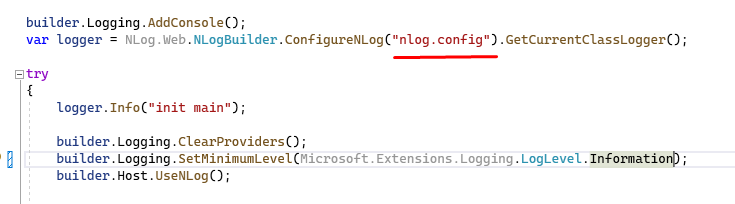 builder.Logging.AddConsole();
var logger = NLog.Web.NLogBuilder.ConfigureNLog("nlog.config").GetCurrentClassLogger();
try
{
logger.Info("init main");
builder.Logging.ClearProviders();
builder.Logging.SetMinimumLevel(Microsoft.Extensions.Logging.LogLevel.Information);
builder.Host.UseNLog();